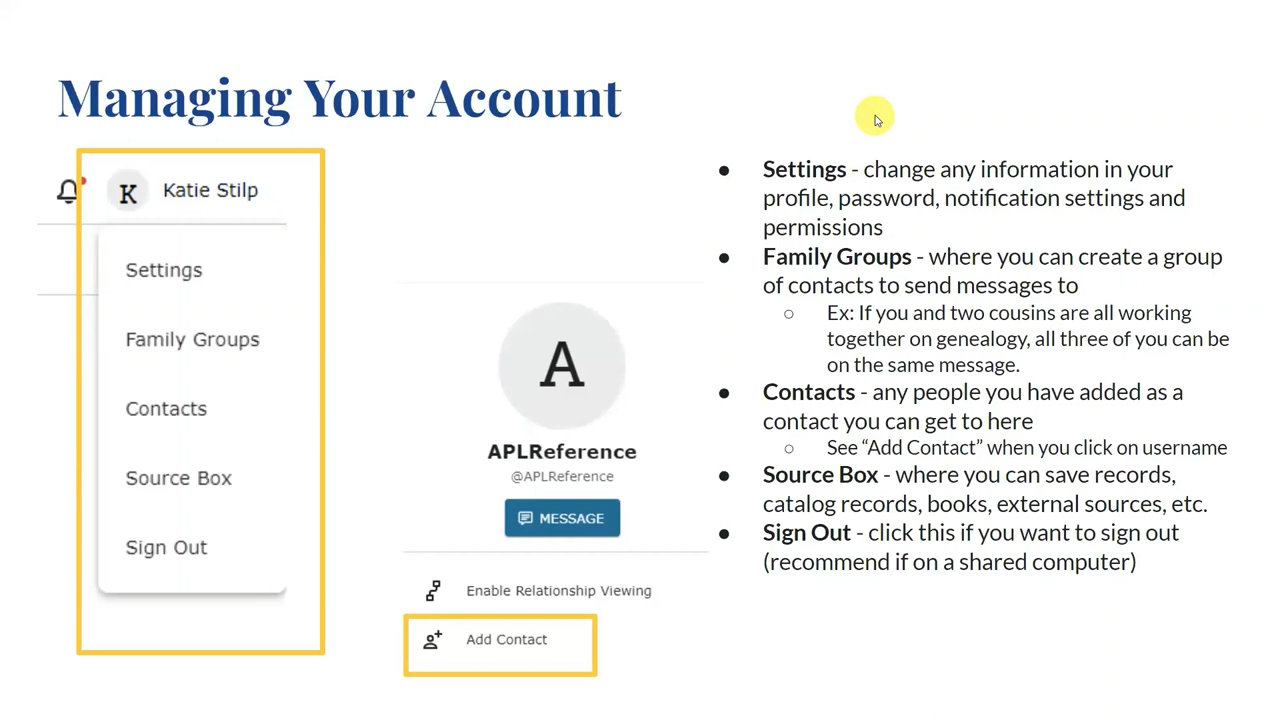 Managing Your Account
K Katie Stilp
Settings
Family Groups
Contacts
Source Box
Sign Out
A
APLReference
@APLReference
MESSAGE
Enable Relationship Viewing
Add Contact
● Settings - change any information in your
profile, password, notification settings and
permissions
● Family Groups - where you can create a group
of contacts to send messages to
○ Ex: If you and two cousins are all working
together on genealogy, all three of you can be
on the same message.
● Contacts - any people you have added as a
contact you can get to here
○ See “Add Contact” when you click on username
● Source Box - where you can save records,
catalog records, books, external sources, etc.
● Sign Out - click this if you want to sign out
(recommend if on a shared computer)